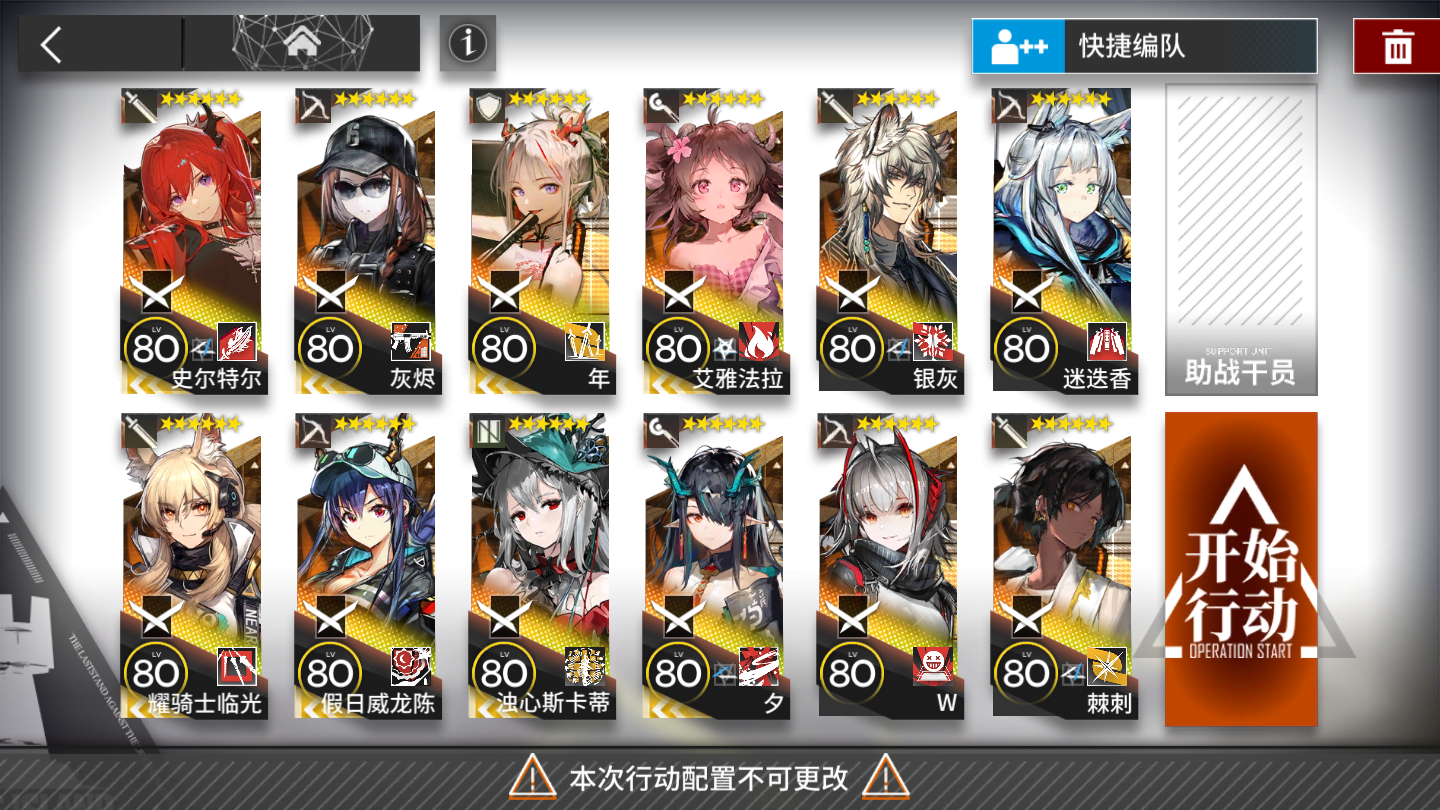 快捷编队
6
LV
80
史尔特尔
LV
80
灰烬
LV
80
年
LV
80
艾雅法拉
LV
80
银灰
LV
80
迷迭香
SUPPORT UNIT
助战干员
NEAR
LV
80
耀骑士临光
LV
80
假日威龙陈
LV
80
浊心斯卡蒂
LV
80
夕
LV
80
W
LV
80
棘刺
开始
行动
OPERATION START
本次行动配置不可更改